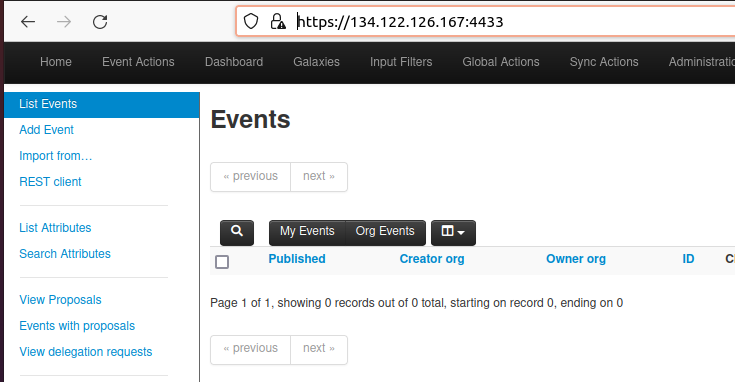 https://134.122.126.167:4433
Home Event Actions Dashboard Galaxies Input Filters Global Actions Sync Actions
List Events
Add Event
Import from…
REST client
List Attributes
Search Attributes
View Proposals
Events with proposals
View delegation requests
Events
« previous next »
My Events Org Events
Published Creator org Owner org ID
Page 1 of 1, showing 0 records out of 0 total, starting on record 0, ending on 0
« previous next »